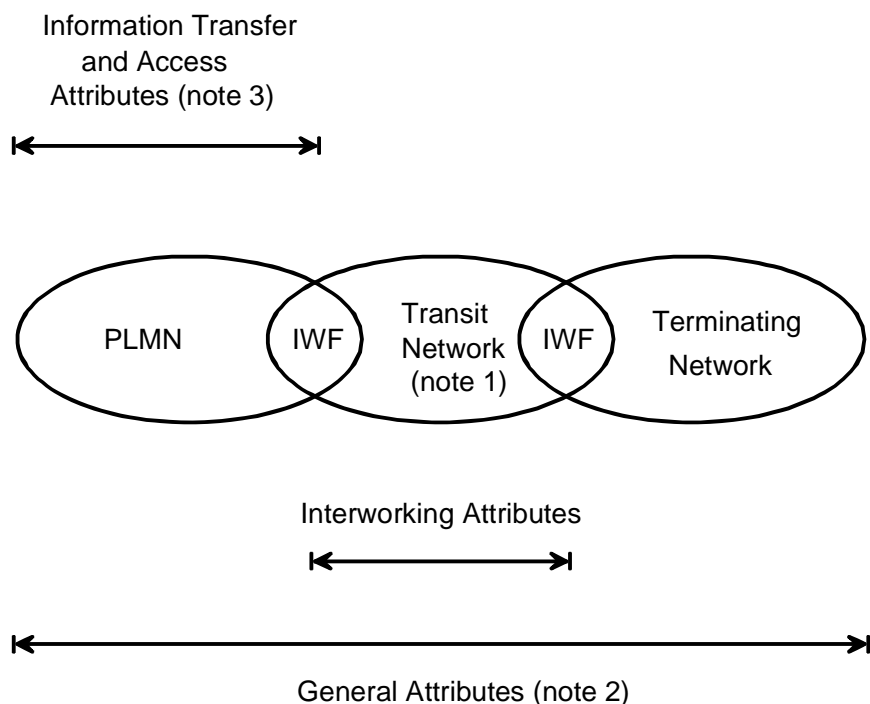 Information Transfer
and Access
Attributes (note 3)
PLMN
IWF
Transit
Network
(note 1)
IWF
Terminating
Network
Interworking Attributes
General Attributes (note 2)